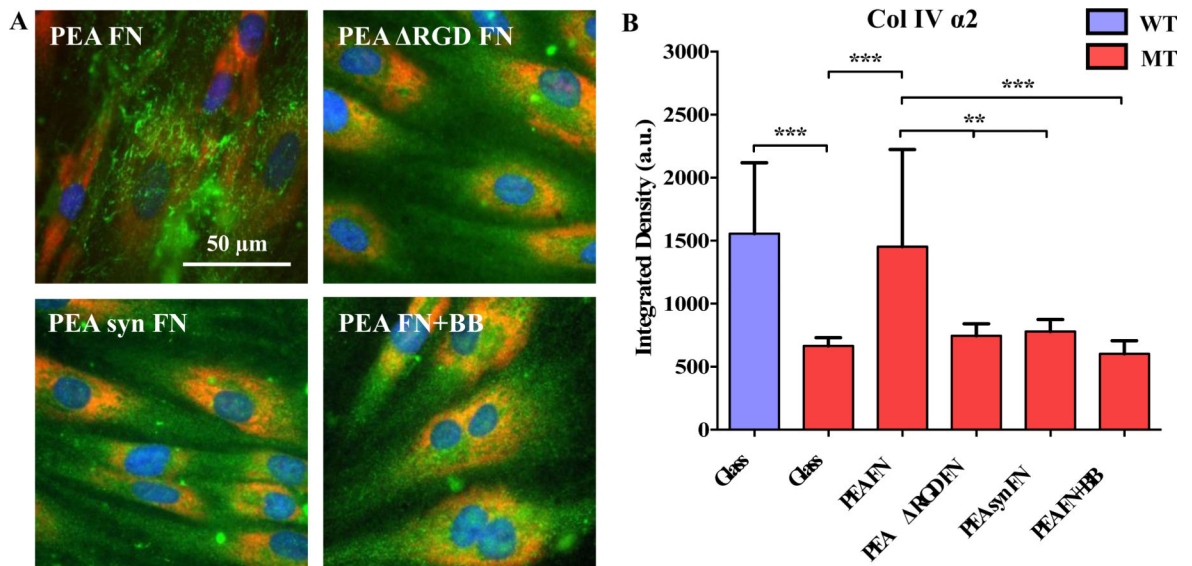 A
PEA FN
PEA ΔRGD FN
50 µm
PEA syn FN
PEA FN+BB
B
Col IV α2
WT
MT
Integrated Density (a.u.)
3000
2500
2000
1500
1000
500
0
***
***
***
**
Glass
Glass
PEA FN
PEA ΔRGD FN
PEA syn FN
PEA FN+BB